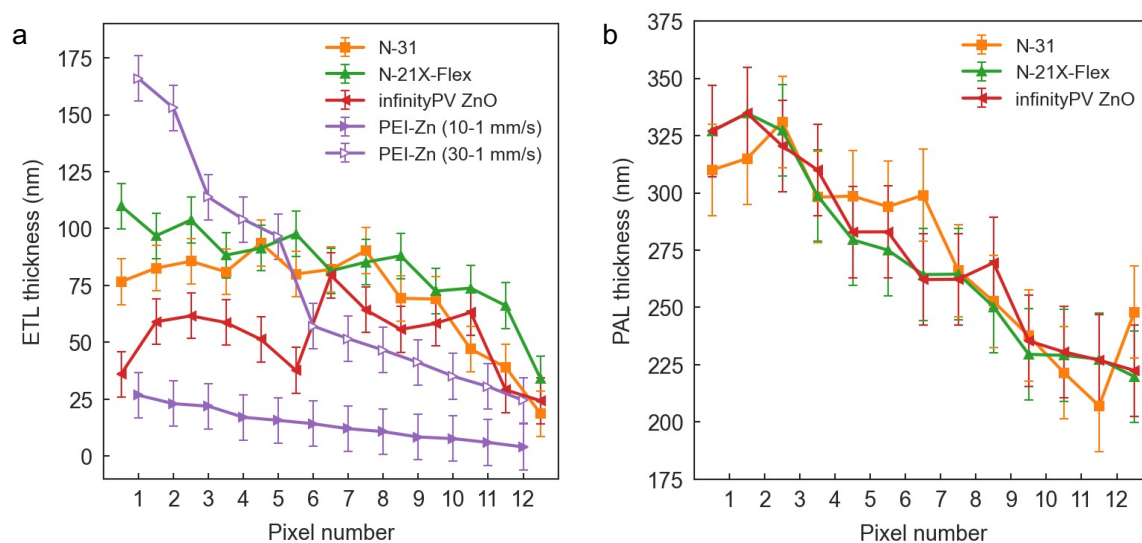 a
N-31
N-21X-Flex
infinityPV ZnO
PEI-Zn (10-1 mm/s)
PEI-Zn (30-1 mm/s)
ETL thickness (nm)
175
150
125
100
75
50
25
0
1 2 3 4 5 6 7 8 9 10 11 12
Pixel number
b
N-31
N-21X-Flex
infinityPV ZnO
PAL thickness (nm)
375
350
325
300
275
250
225
200
175
1 2 3 4 5 6 7 8 9 10 11 12
Pixel number